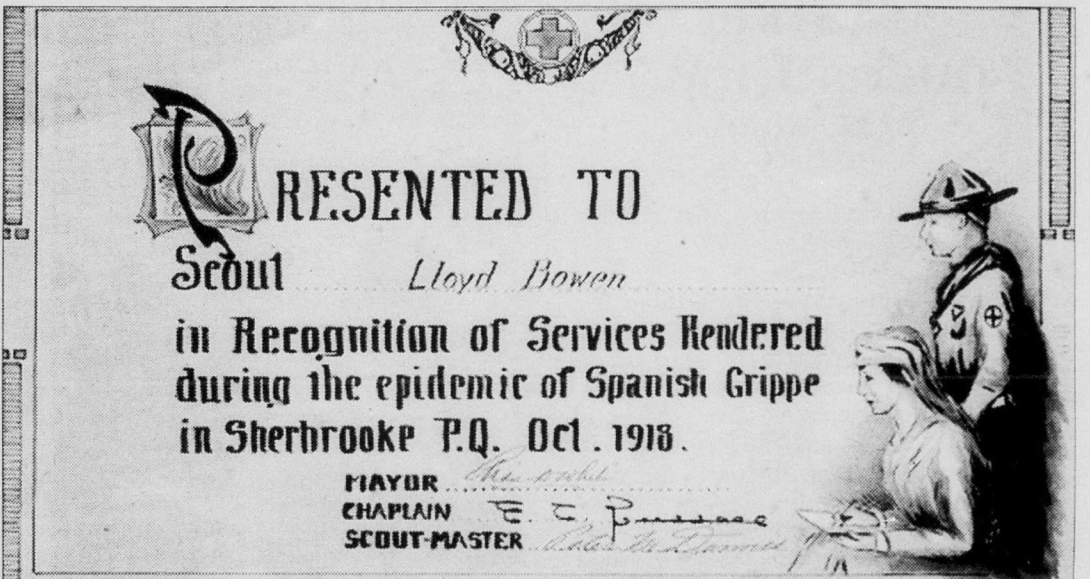 PRESENTED TO
Scout Lloyd Bowen
in Recognition of Services Rendered
during the epidemic of Spanish Grippe
in Sherbrooke P.Q. Oct. 1918.
MAYOR
CHAPLAIN E. C.
SCOUT-MASTER